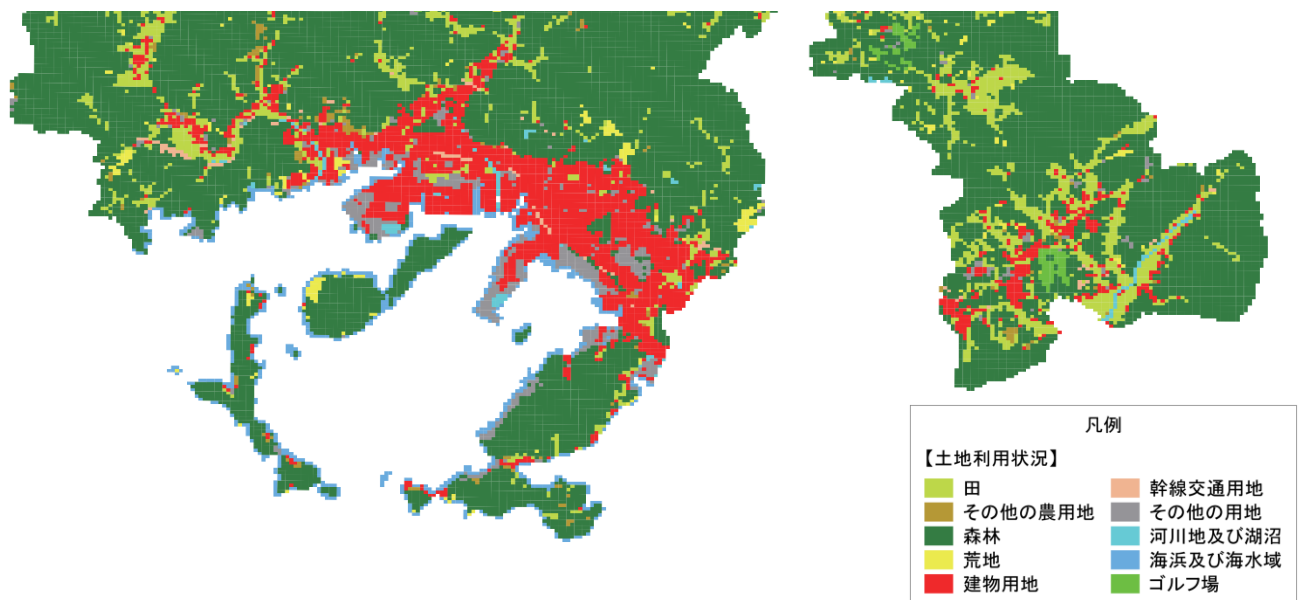 凡例
【土地利用状況】
田
その他の農用地
森林
荒地
建物用地
幹線交通用地
その他の用地
河川地及び湖沼
海浜及び海水域
ゴルフ場